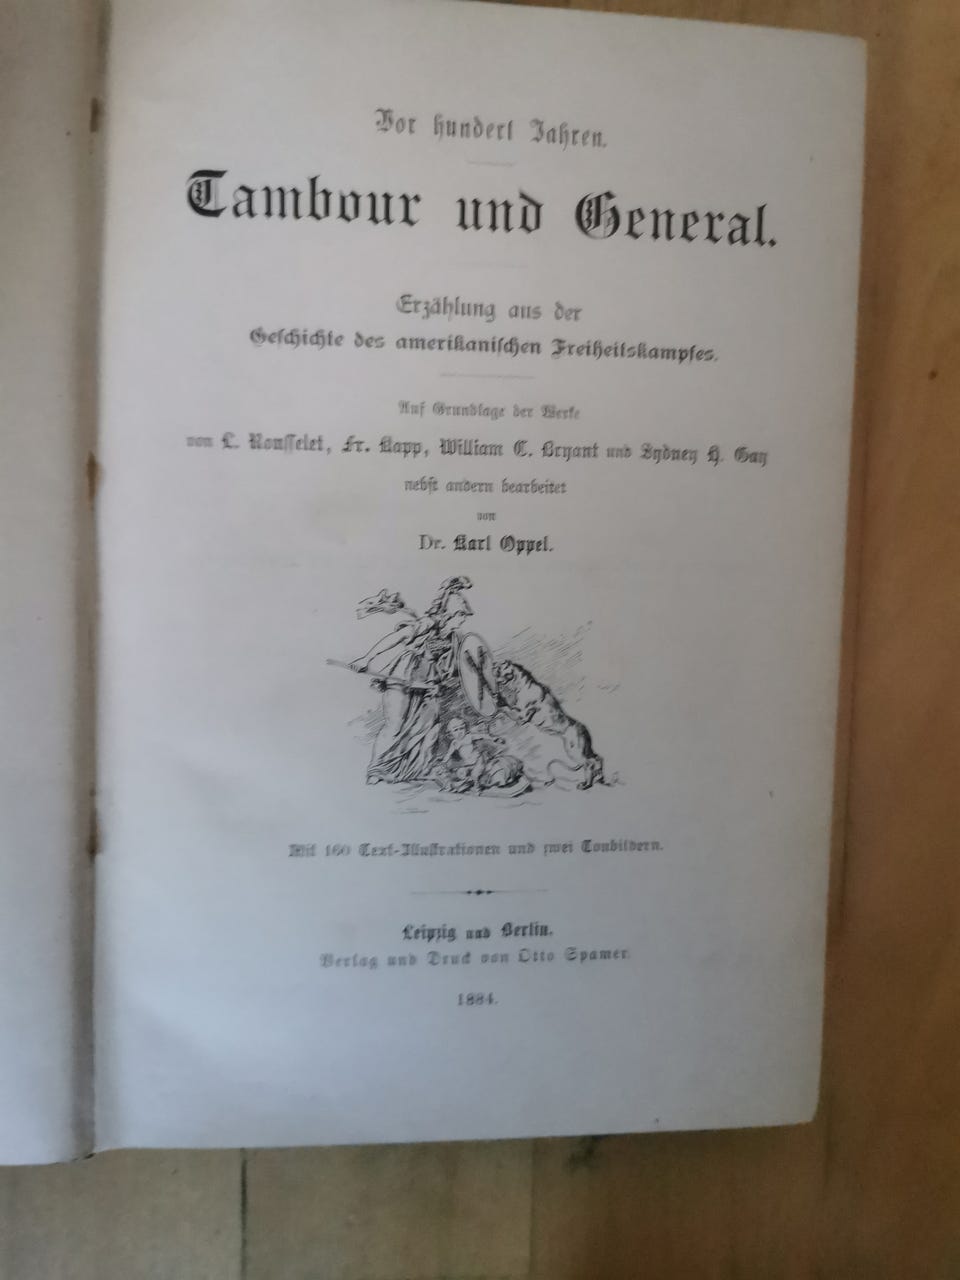 Vor hundert Jahren.
Tambour und General.
Erzählung aus der
Geschichte des amerikanischen Freiheitskampfes.
Auf Grundlage der Werke
von L. Rousselet, Fr. Kapp, William C. Bryant und Sydney H. Gay
nebst andern bearbeitet
von
Dr. Karl Oppel.
Mit 160 Text-Illustrationen und zwei Tonbildern.
Leipzig und Berlin.
Verlag und Druck von Otto Spamer.
1884.